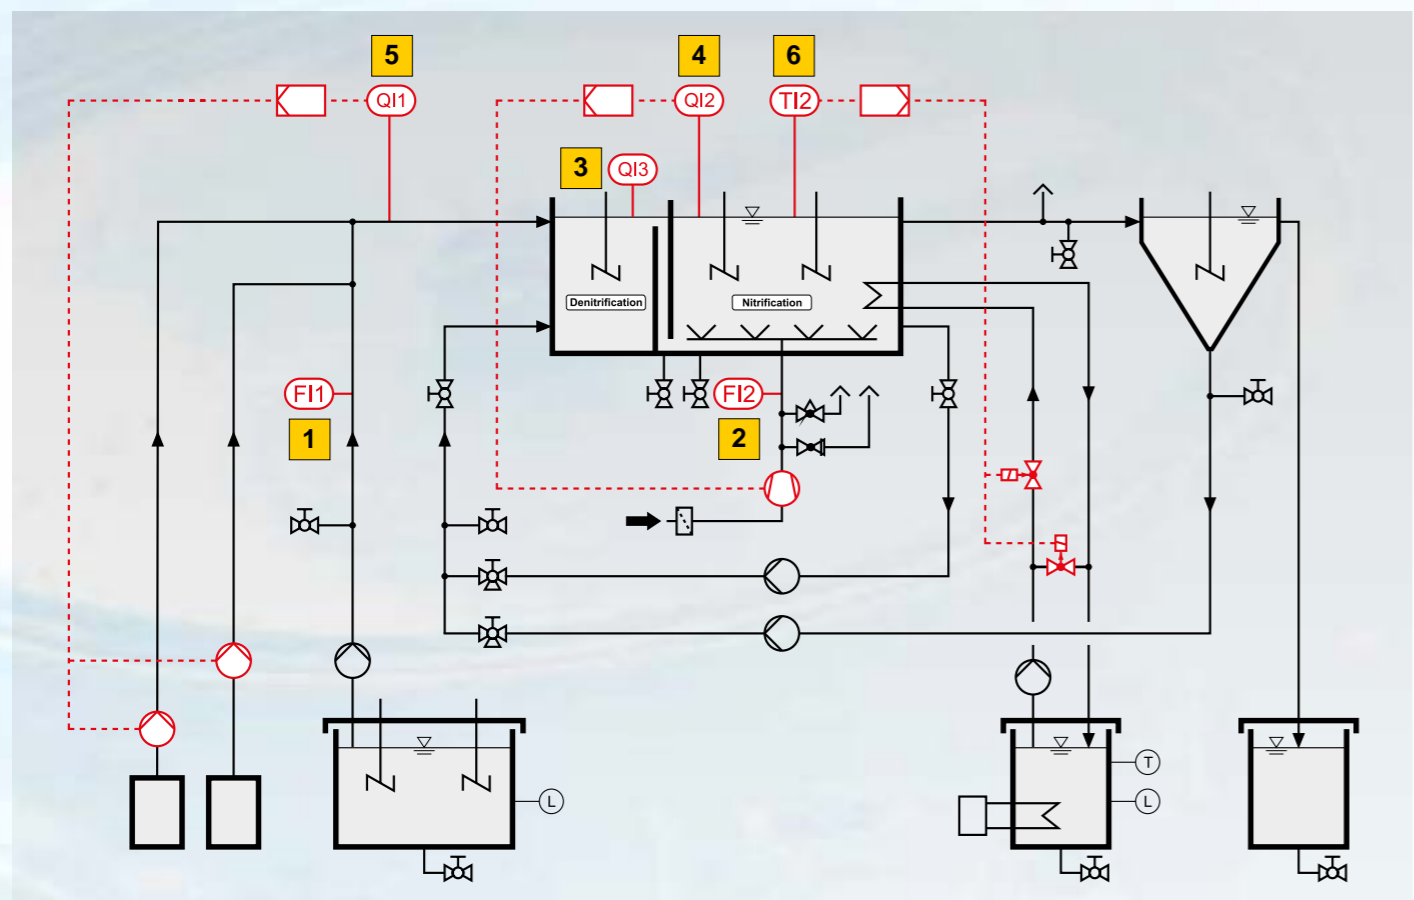 5
4
6
QI1
QI2
TI2
3
QI3
Denitrification
Nitrification
FI1
FI2
1
2
T
L
L